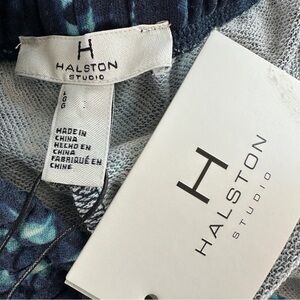 H
HALSTON
STUDIO
MADE IN
CHINA
HECHO EN
CHINA
FABRIQUÉ EN
CHINE
H
HALSTON
STUDIO